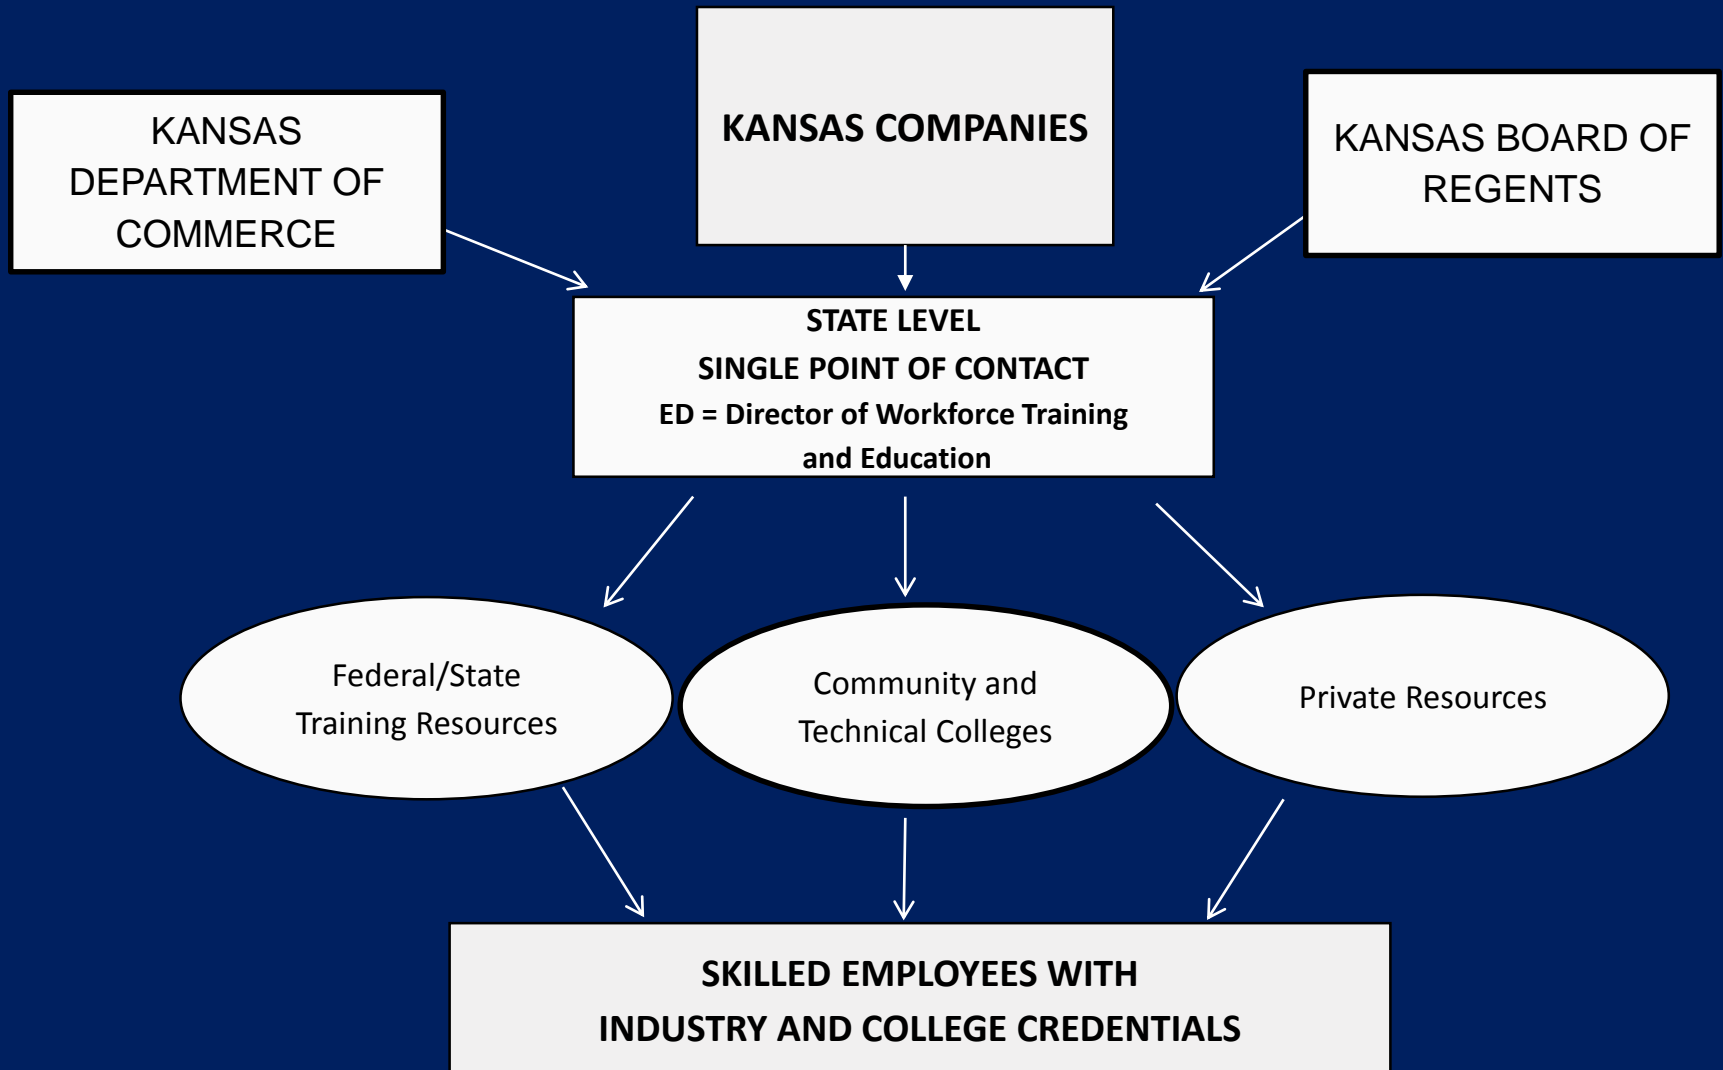 KANSAS
DEPARTMENT OF
COMMERCE
KANSAS COMPANIES
KANSAS BOARD OF
REGENTS
STATE LEVEL
SINGLE POINT OF CONTACT
ED = Director of Workforce Training
and Education
Federal/State
Training Resources
Community and
Technical Colleges
Private Resources
SKILLED EMPLOYEES WITH
INDUSTRY AND COLLEGE CREDENTIALS